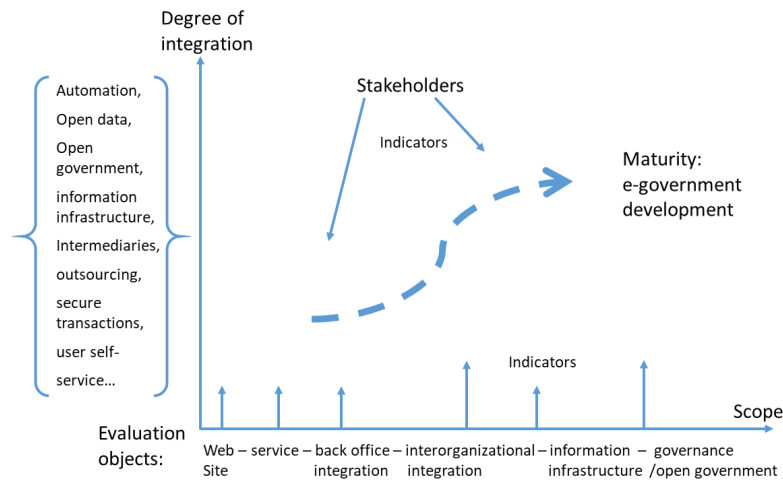 Degree of
integration
Automation,
Open data,
Open
government,
information
infrastructure,
Intermediaries,
outsourcing,
secure
transactions,
user self-
service...
Stakeholders
Indicators
Maturity:
e-government
development
Indicators
Scope
Evaluation
objects:
Web – service – back office – interorganizational – information – governance
Site integration integration infrastructure /open government